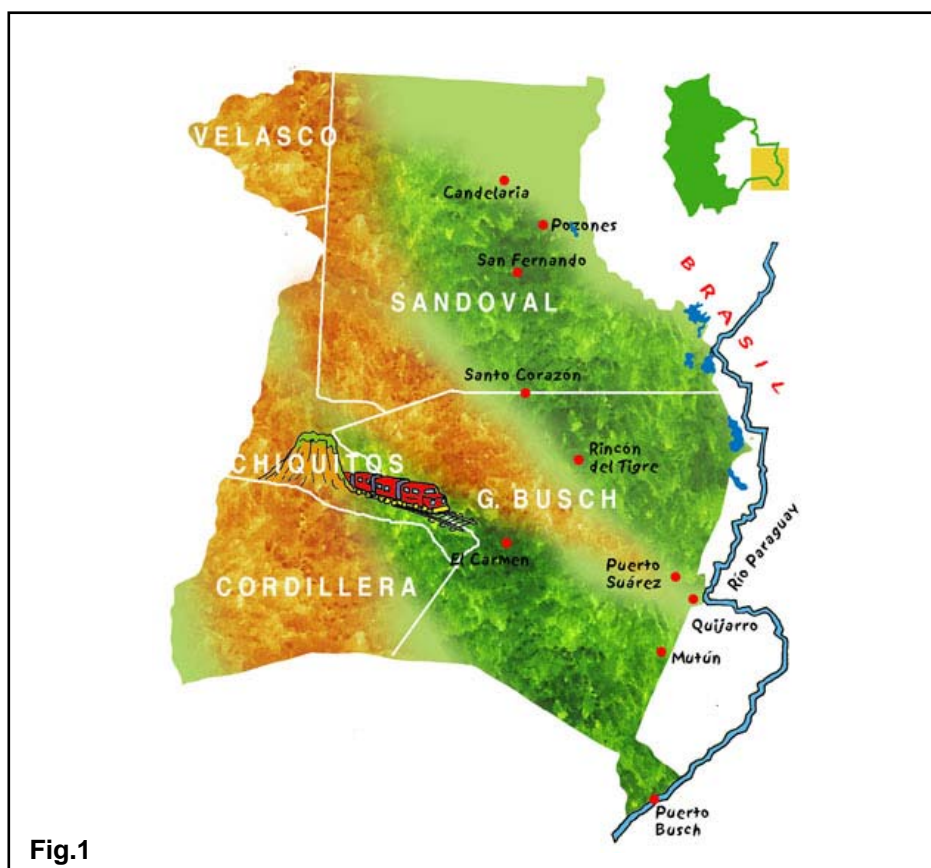 VELASCO
Candelaria
Pozones
San Fernando
SANDOVAL
BRASIL
Santo Corazón
Rincón
del Tigre
CHIQUITOS
G. BUSCH
El Carmen
Puerto
Suárez
Río Paraguay
CORDILLERA
Quijarro
Mutún
Puerto
Busch
Fig.1